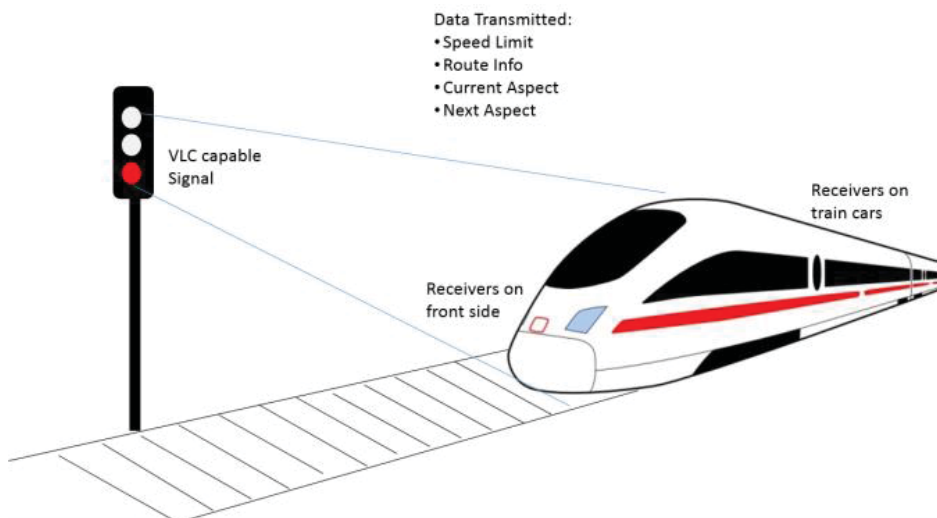 Data Transmitted:
•Speed Limit
•Route Info
•Current Aspect
•Next Aspect
VLC capable
Signal
Receivers on
train cars
Receivers on
front side